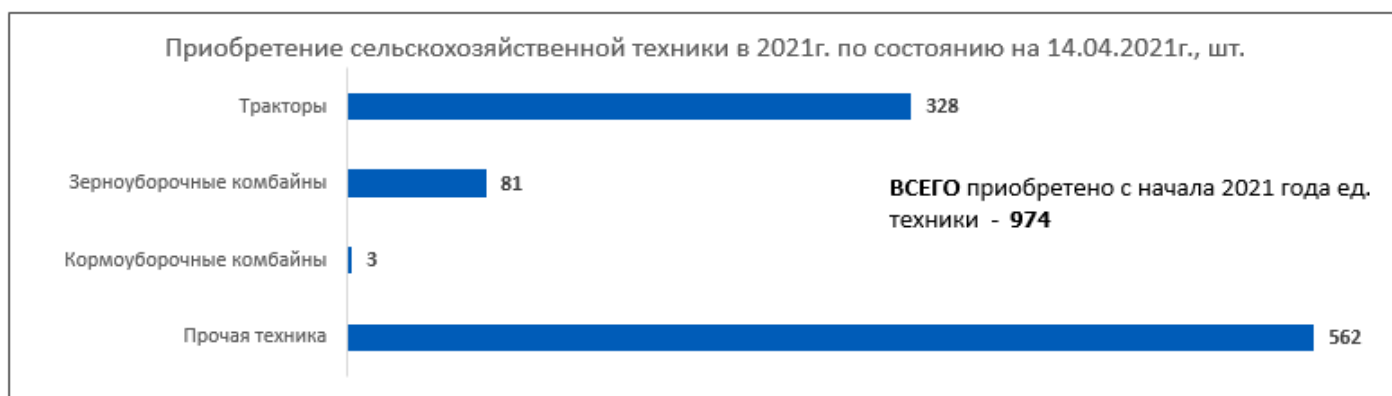 Приобретение сельскохозяйственной техники в 2021г. по состоянию на 14.04.2021г., шт.
Тракторы 328
Зерноуборочные комбайны 81
ВСЕГО приобретено с начала 2021 года ед.
техники - 974
Кормоуборочные комбайны 3
Прочая техника 562